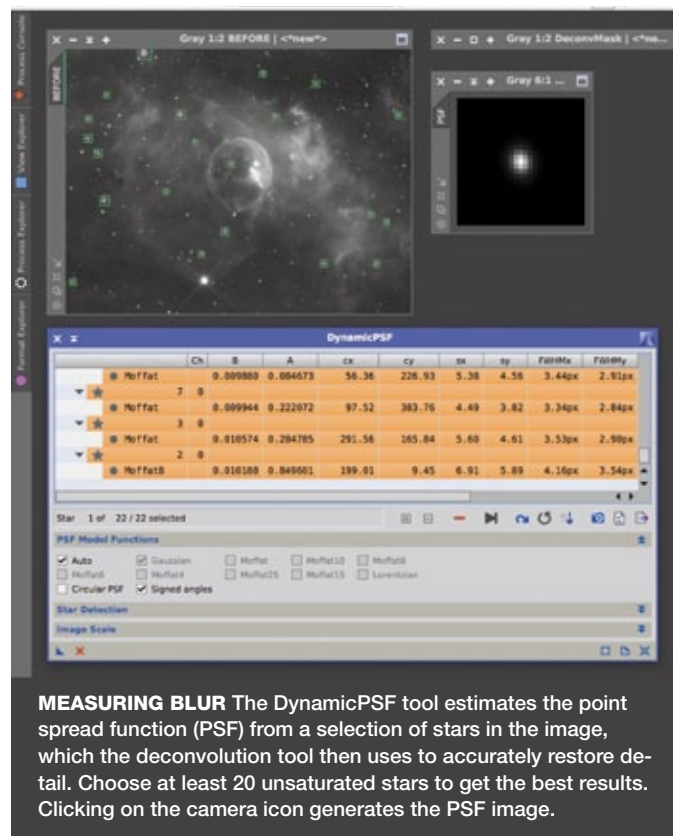 Process Console
View Explorer
Process Explorer
Format Explorer
Gray 1:2 BEFORE | <*new*>
BEFORE
Gray 1:2 DeconvMask | <*ne...
Gray 8:1 ...
PSF
DynamicPSF
Ch B A cx cy sx sy FWHMx FWHMy
Moffat 0.009880 0.084673 56.36 226.93 5.38 4.56 3.44px 2.91px
7 0
Moffat 0.009944 0.222072 97.52 383.76 4.49 3.82 3.34px 2.84px
3 0
Moffat 0.010574 0.284785 291.56 165.84 5.60 4.61 3.53px 2.90px
2 0
Moffat8 0.010188 0.849601 199.01 9.45 6.91 5.89 4.16px 3.54px
Star 1 of 22 / 22 selected
PSF Model Functions
Auto Gaussian Moffat Moffat10 Moffat8
Moffat6 Moffat4 Moffat25 Moffat15 Lorentzian
Circular PSF Signed angles
Star Detection
Image Scale
MEASURING BLUR The DynamicPSF tool estimates the point
spread function (PSF) from a selection of stars in the image,
which the deconvolution tool then uses to accurately restore de-
tail. Choose at least 20 unsaturated stars to get the best results.
Clicking on the camera icon generates the PSF image.